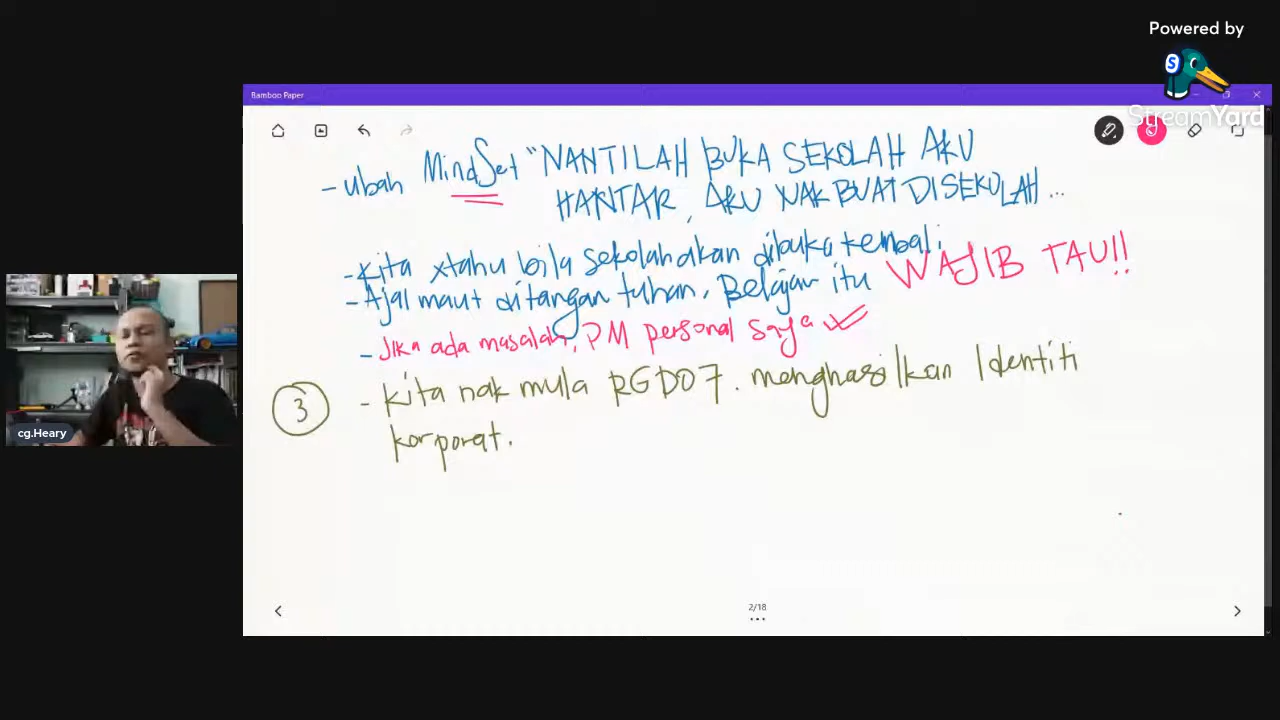 Powered by
StreamYard
Bamboo Paper
- Ubah MindSet "NANTILAH BUKA SEKOLAH AKU
HANTAR, AKU NAK BUAT DISEKOLAH ...
- Kita xtahu bila sekolah akan dibuka kembali.
- Ajal maut ditangan tuhan. Belajar itu WAJIB TAU!!
- Jika ada masalah, PM personal saya
3 - Kita nak mula RGD07. menghasilkan Identiti
korporat.
cg.Heary
2/18